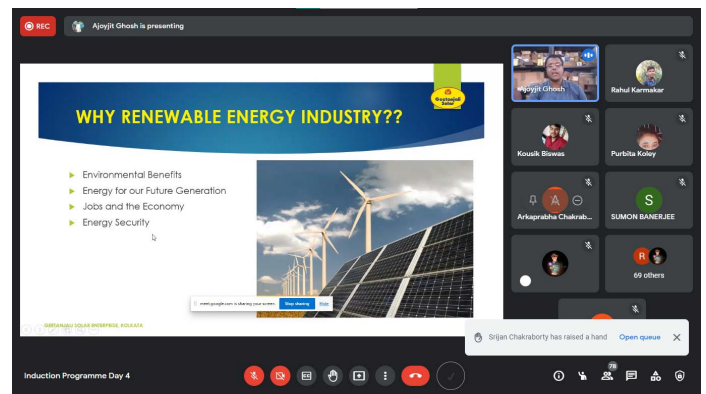 REC
Ajoyjit Ghosh is presenting
Geetanjali
Solar
WHY RENEWABLE ENERGY INDUSTRY??
Environmental Benefits
Energy for our Future Generation
Jobs and the Economy
Energy Security
meet.google.com is sharing your screen.
Stop sharing
Hide
GEETANJALI SOLAR ENTERPRISE, KOLKATA
Ajoyjit Ghosh
Rahul Karmakar
Kousik Biswas
Purbita Koley
A
Arkaprabha Chakrab...
S
SUMON BANERJEE
R
69 others
Srijan Chakraborty has raised a hand
Open queue
Induction Programme Day 4
78